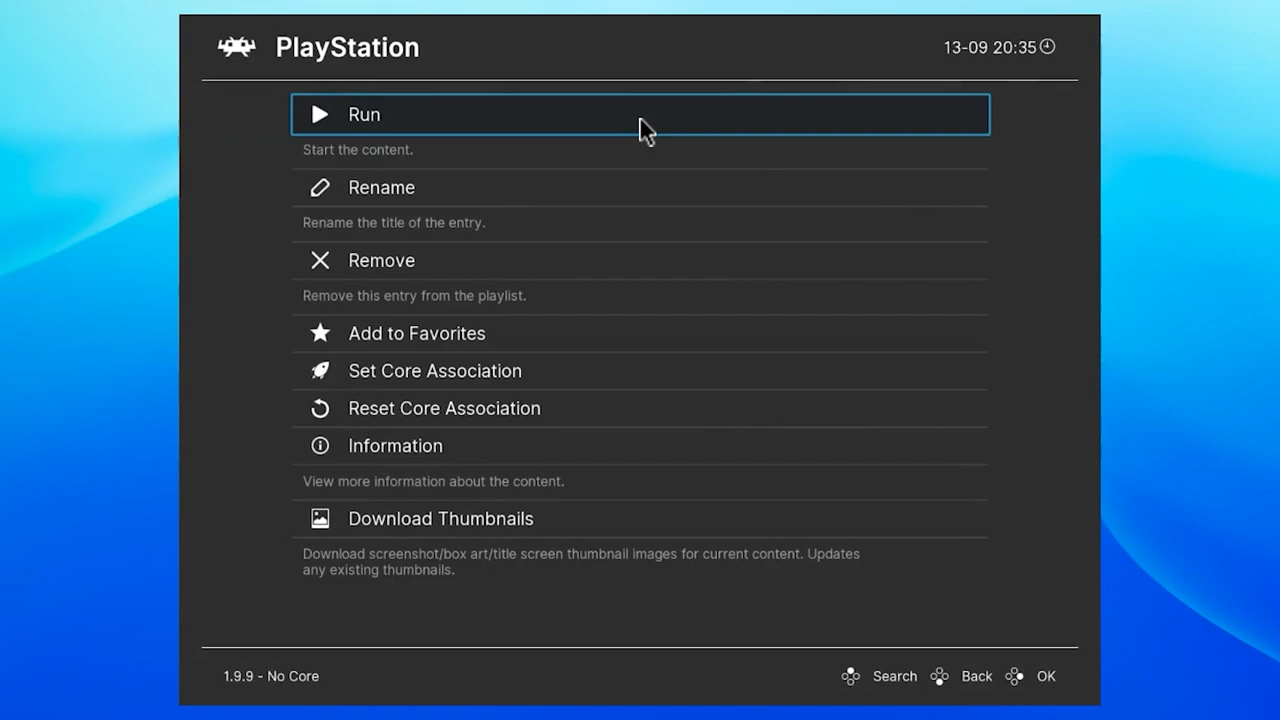 PlayStation
13-09 20:35
Run
Start the content.
Rename
Rename the title of the entry.
Remove
Remove this entry from the playlist.
Add to Favorites
Set Core Association
Reset Core Association
Information
View more information about the content.
Download Thumbnails
Download screenshot/box art/title screen thumbnail images for current content. Updates
any existing thumbnails.
1.9.9 - No Core
Search Back OK